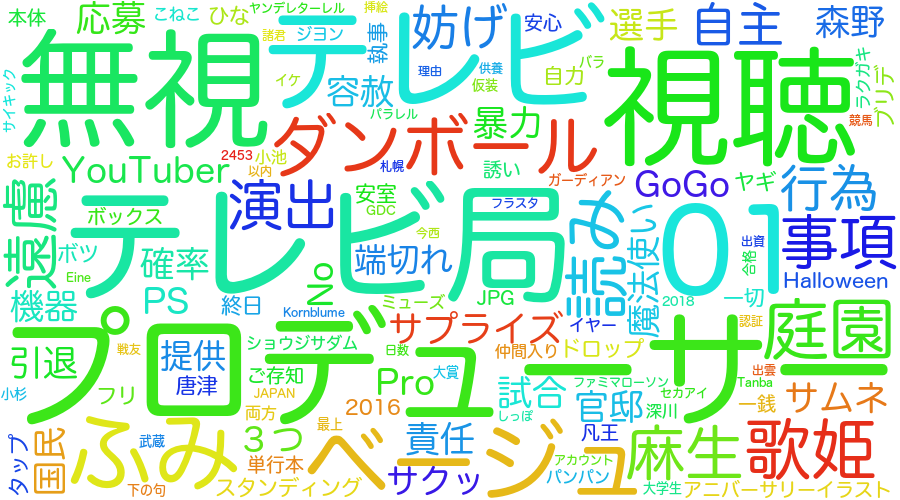 本体
応募
こねこ
ひな
ヤンデレターレル
ジヨン
挿絵
諸君
執事
妨げ
安心
選手
自主
森野
サイキック
無視
テレビ
視聴
理由
供養
仮装
自力
パラ
イケ
容赦
パラレル
ラクガキ
ブリデ
競馬
お許し
YouTuber
2453
小池
以内
ダンボール
札幌
暴力
誘い
ガーディアン
GoGo
ヤギ
行為
遠慮
ボックス
演出
安室
GDC
フラスタ
読み
魔法使い
01
出資
合格
事項
テレビ局
ボツ
確率
Eine
端切れ
今西
Halloween
機器
PS
終日
No
Kornblume
ミューズ
JPG
2018
一切
プロデューサー
サプライズ
イヤー
認証
庭園
引退
提供
戦友
ショウジサダム
日数
仲間入り
ドロップ
唐津
ご存知
Pro
大賞
ファミマローソン
出雲
小杉
フリ
JAPAN
試合
セカアイ
Tanba
両方
2016
しっぽ
官邸
深川
一銭
サムネ
ふみ
最上
ベージュ
タップ
国民
武蔵
3つ
責任
凡王
麻生
歌姫
単行本
サクッ
アカウント
下の句
スタンディング
パンパン
大学生
アニバーサリーイラスト